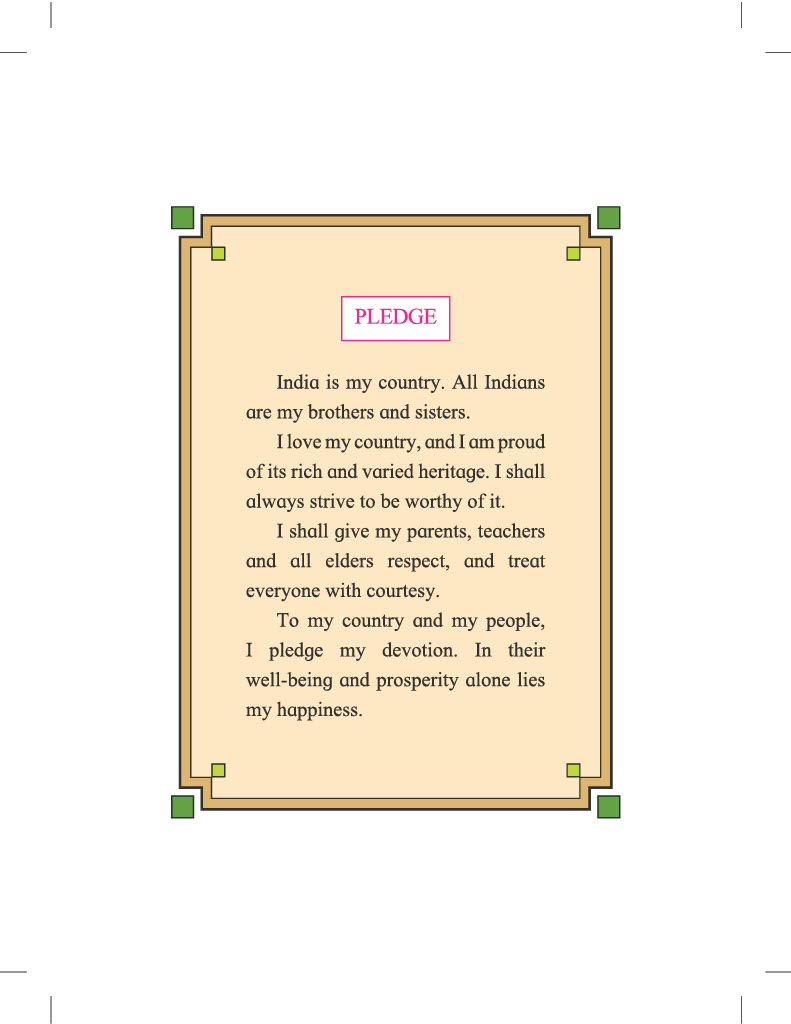 PLEDGE
India is my country. All Indians
are my brothers and sisters.
I love my country, and I am proud
of its rich and varied heritage. I shall
always strive to be worthy of it.
I shall give my parents, teachers
and all elders respect, and treat
everyone with courtesy.
To my country and my people,
I pledge my devotion. In their
well-being and prosperity alone lies
my happiness.